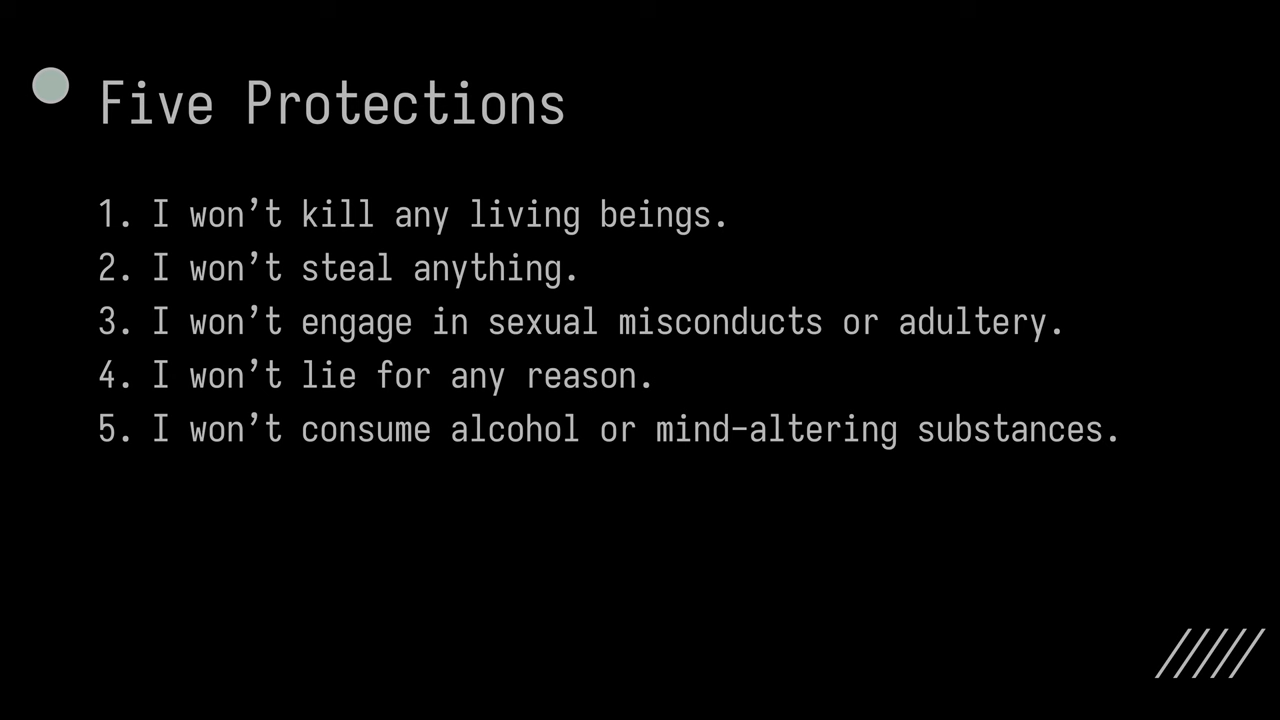 Five Protections
1. I won’t kill any living beings.
2. I won’t steal anything.
3. I won’t engage in sexual misconducts or adultery.
4. I won’t lie for any reason.
5. I won’t consume alcohol or mind-altering substances.